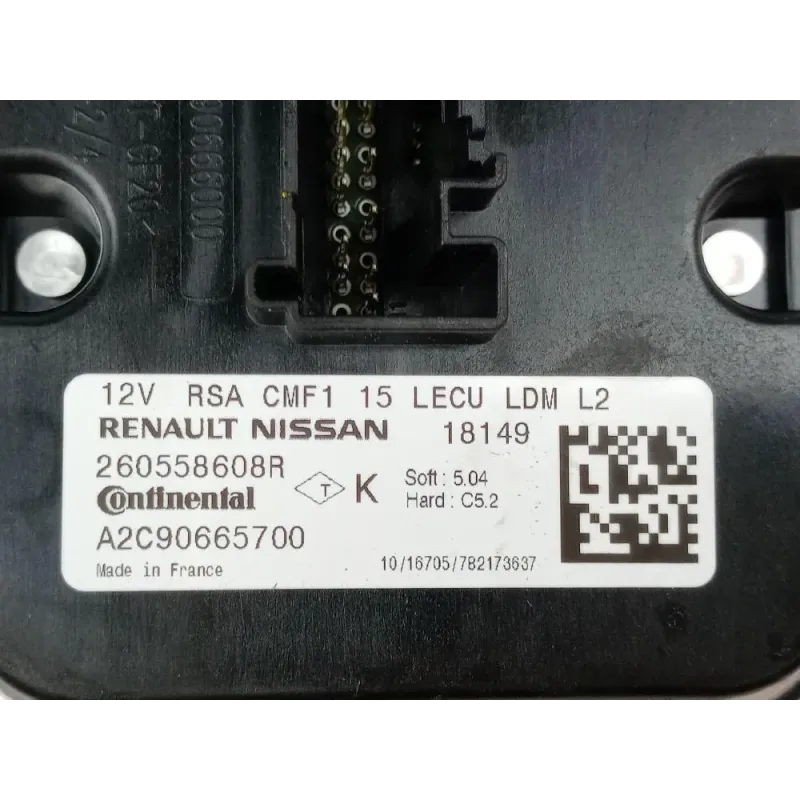 12V RSA CMF1 15 LECU LDM L2
RENAULT NISSAN 18149
260558608R
Continental
T K
Soft : 5.04
Hard : C5.2
A2C90665700
Made in France
10/16705/782173637